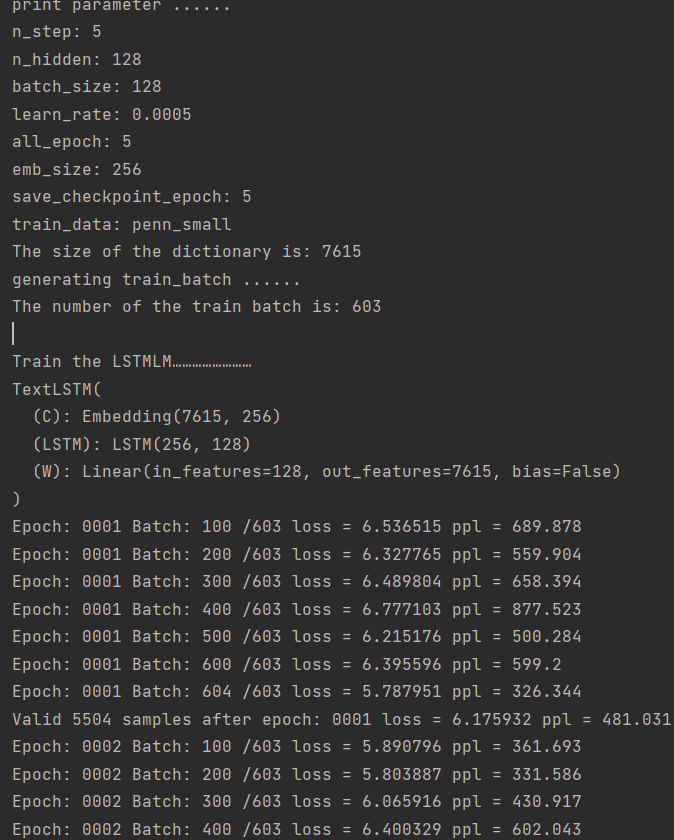 print parameter ......
n_step: 5
n_hidden: 128
batch_size: 128
learn_rate: 0.0005
all_epoch: 5
emb_size: 256
save_checkpoint_epoch: 5
train_data: penn_small
The size of the dictionary is: 7615
generating train_batch ......
The number of the train batch is: 603
Train the LSTMLM……………………
TextLSTM(
  (C): Embedding(7615, 256)
  (LSTM): LSTM(256, 128)
  (W): Linear(in_features=128, out_features=7615, bias=False)
)
Epoch: 0001 Batch: 100 /603 loss = 6.536515 ppl = 689.878
Epoch: 0001 Batch: 200 /603 loss = 6.327765 ppl = 559.904
Epoch: 0001 Batch: 300 /603 loss = 6.489804 ppl = 658.394
Epoch: 0001 Batch: 400 /603 loss = 6.777103 ppl = 877.523
Epoch: 0001 Batch: 500 /603 loss = 6.215176 ppl = 500.284
Epoch: 0001 Batch: 600 /603 loss = 6.395596 ppl = 599.2
Epoch: 0001 Batch: 604 /603 loss = 5.787951 ppl = 326.344
Valid 5504 samples after epoch: 0001 loss = 6.175932 ppl = 481.031
Epoch: 0002 Batch: 100 /603 loss = 5.890796 ppl = 361.693
Epoch: 0002 Batch: 200 /603 loss = 5.803887 ppl = 331.586
Epoch: 0002 Batch: 300 /603 loss = 6.065916 ppl = 430.917
Epoch: 0002 Batch: 400 /603 loss = 6.400329 ppl = 602.043